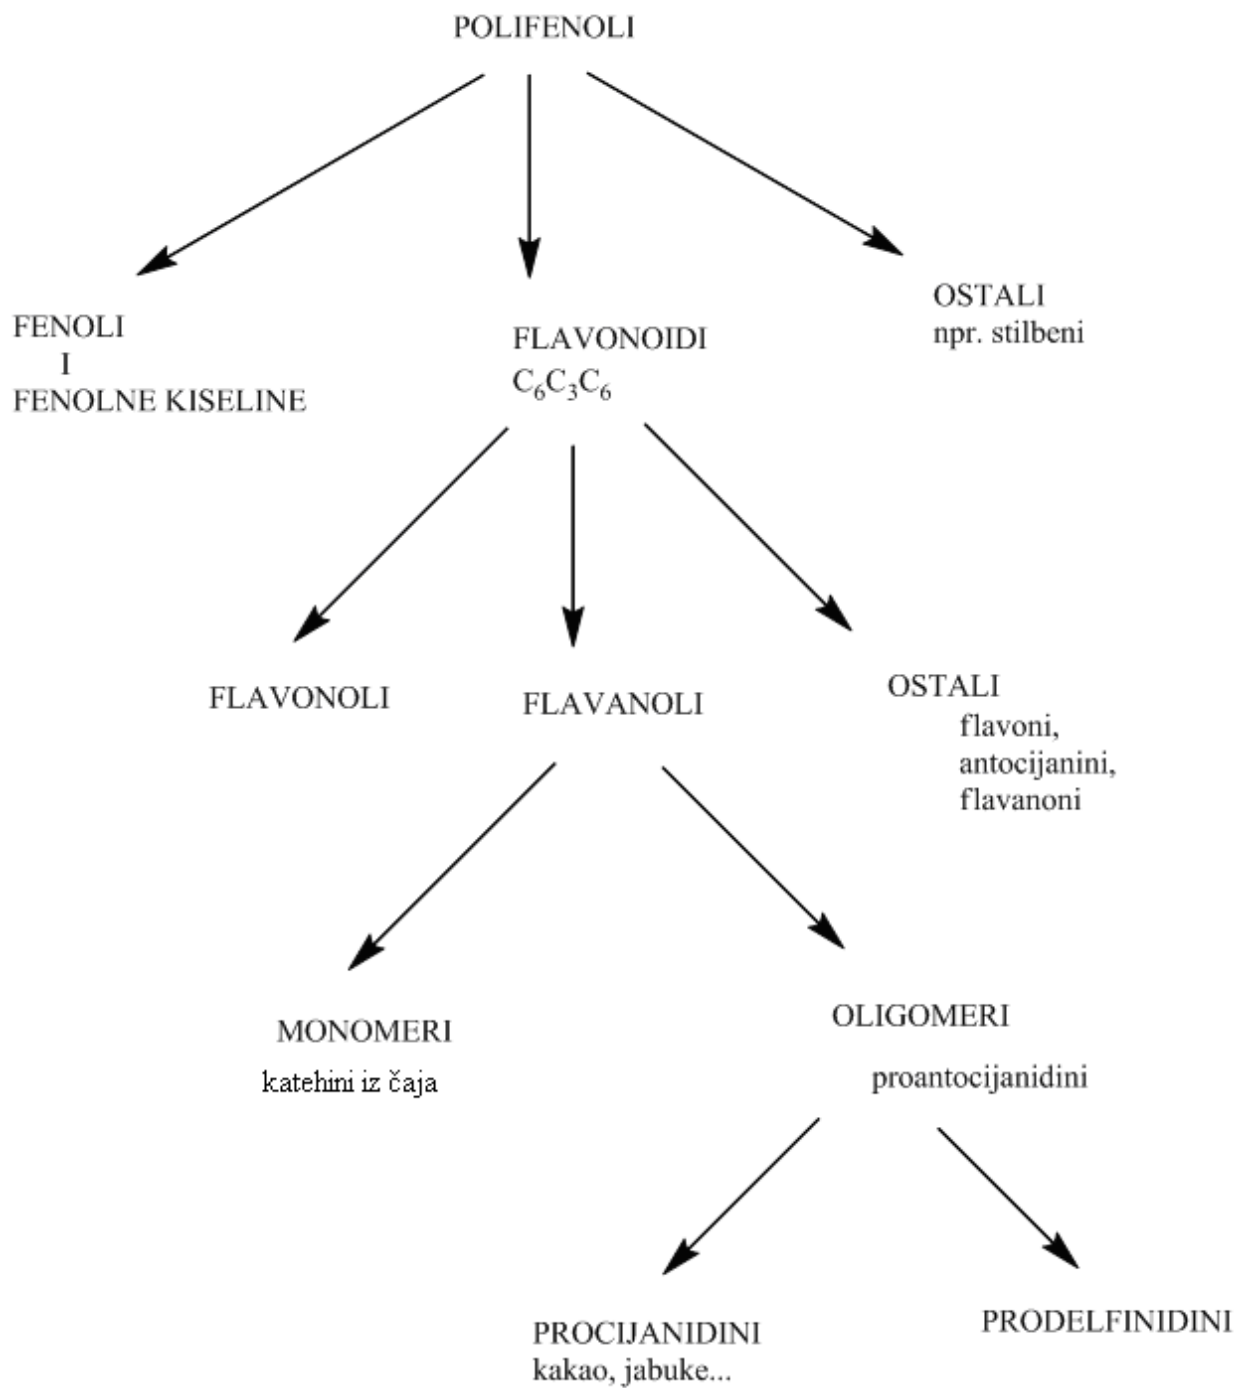 POLIFENOLI
FENOLI
I
FENOLNE KISELINE
FLAVONOIDI
C₆C₃C₆
OSTALI
npr. stilbeni
FLAVONOLI
FLAVANOLI
OSTALI
flavoni,
antocijanini,
flavanoni
MONOMERI
katehini iz čaja
OLIGOMERI
proantocijanidini
PROCIJANIDINI
kakao, jabuke...
PRODELFINIDINI